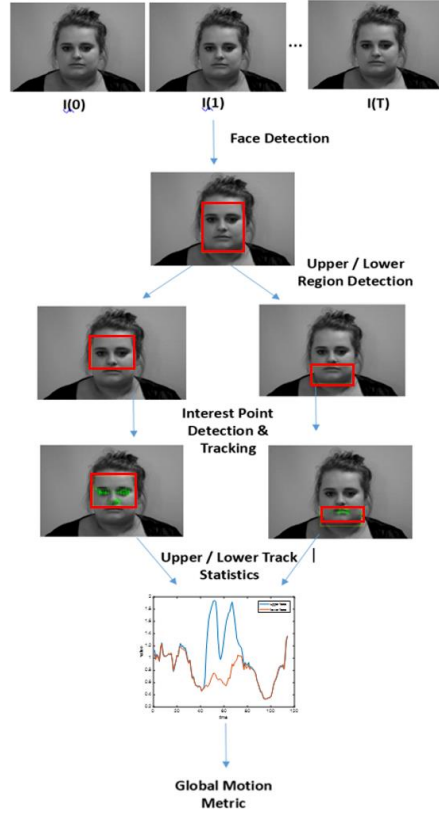 ...
I(0) I(1) I(T)
Face Detection
Upper / Lower
Region Detection
Interest Point
Detection &
Tracking
Upper / Lower Track
Statistics
Global Motion
Metric